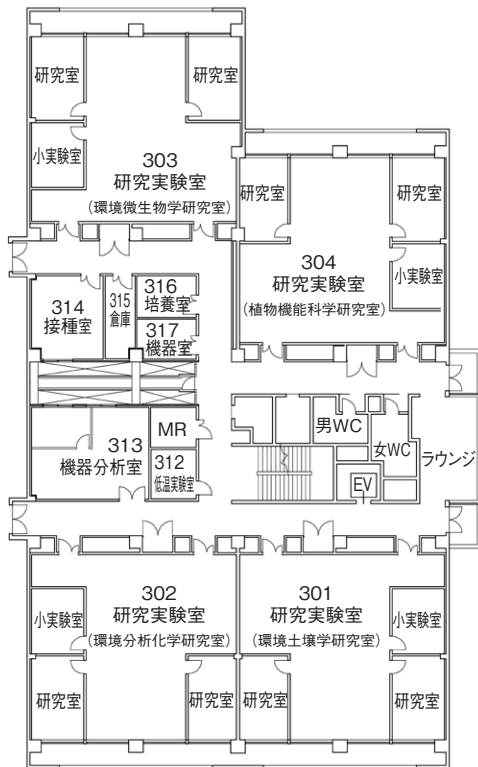 研究室
研究室
小実験室
303
研究実験室
（環境微生物学研究室）
研究室
研究室
304
研究実験室
（植物機能科学研究室）
小実験室
314
接種室
315
倉庫
316
培養室
317
機器室
313
機器分析室
MR
312
低温実験室
男WC
女WC
EV
ラウンジ
302
研究実験室
（環境分析化学研究室）
小実験室
研究室
研究室
301
研究実験室
（環境土壌学研究室）
小実験室
研究室
研究室